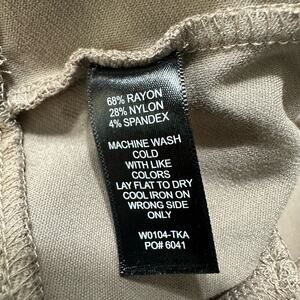 68% RAYON
28% NYLON
4% SPANDEX
MACHINE WASH
COLD
WITH LIKE
COLORS
LAY FLAT TO DRY
COOL IRON ON
WRONG SIDE
ONLY
W0104-TKA
PO# 6041